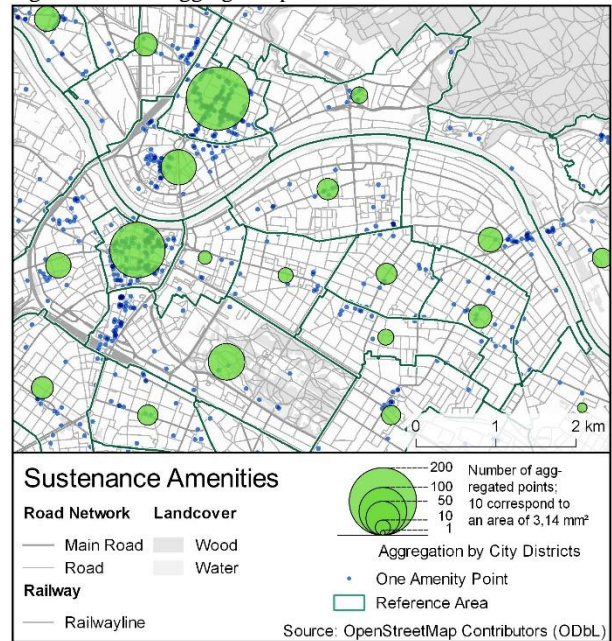 0 1 2 km
Sustenance Amenities
Road Network
Main Road
Road
Railway
Railwayline
Landcover
Wood
Water
200
100
50
10
1
Number of agg-
regated points;
10 correspond to
an area of 3,14 mm²
Aggregation by City Districts
One Amenity Point
Reference Area
Source: OpenStreetMap Contributors (ODbL)